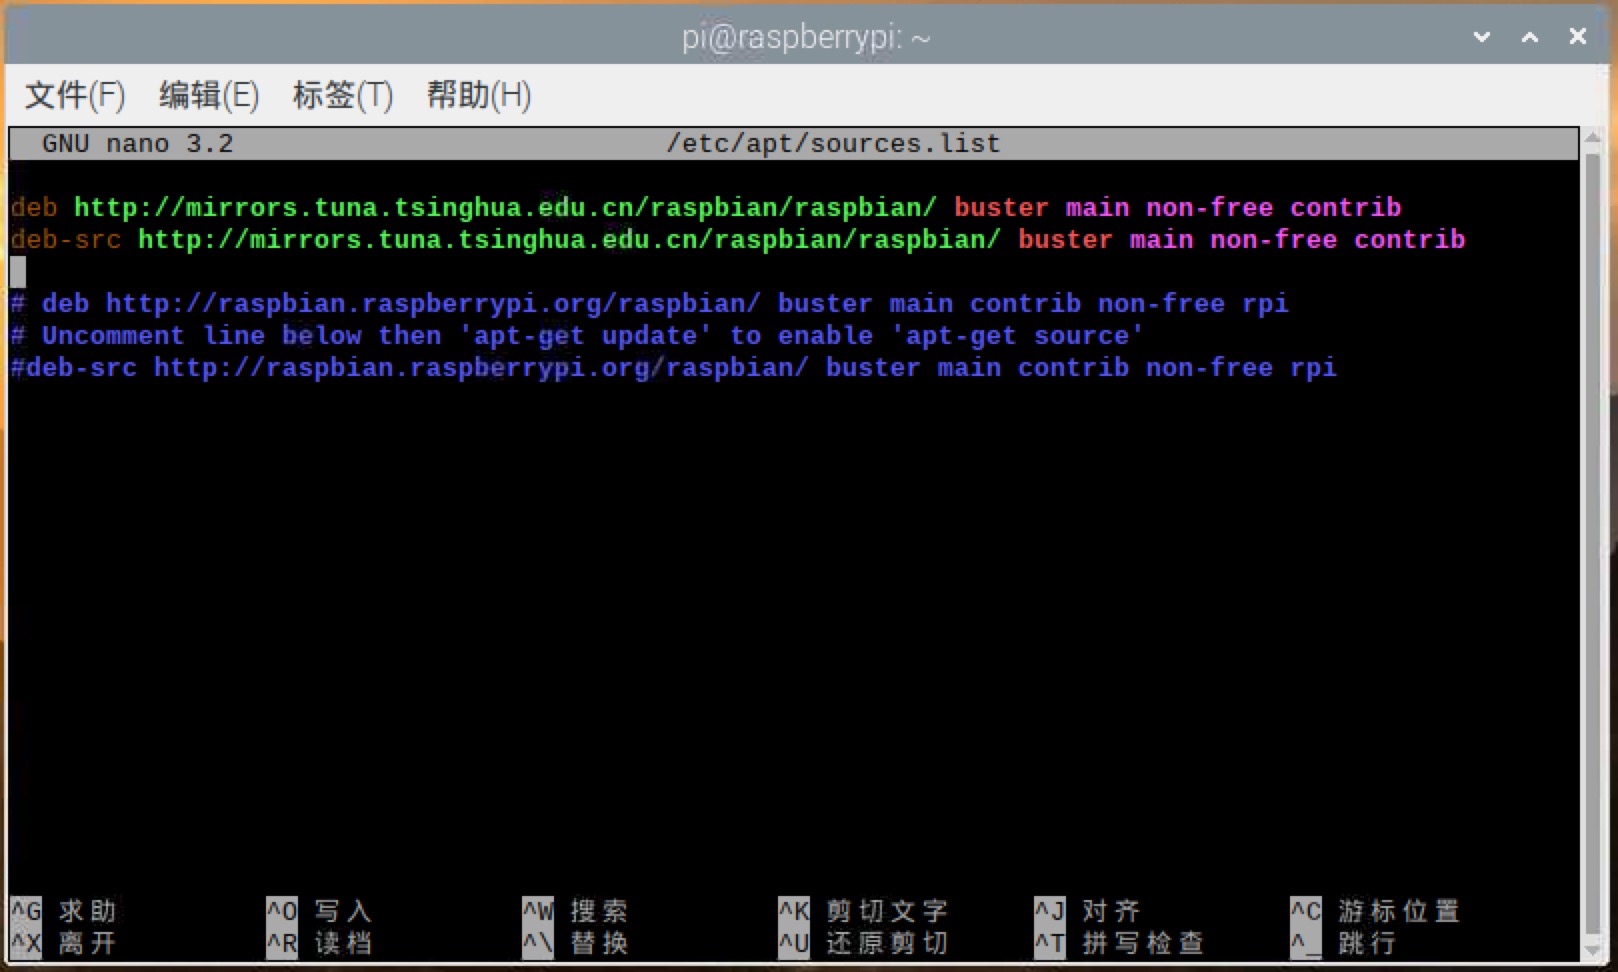 pi@raspberrypi: ~
文件(F) 编辑(E) 标签(T) 帮助(H)
GNU nano 3.2 /etc/apt/sources.list
deb http://mirrors.tuna.tsinghua.edu.cn/raspbian/raspbian/ buster main non-free contrib
deb-src http://mirrors.tuna.tsinghua.edu.cn/raspbian/raspbian/ buster main non-free contrib
# deb http://raspbian.raspberrypi.org/raspbian/ buster main contrib non-free rpi
# Uncomment line below then 'apt-get update' to enable 'apt-get source'
#deb-src http://raspbian.raspberrypi.org/raspbian/ buster main contrib non-free rpi
^G 求助 ^O 写入 ^W 搜索 ^K 剪切文字 ^J 对齐 ^C 游标位置
^X 离开 ^R 读档 ^\ 替换 ^U 还原剪切 ^T 拼写检查 ^_ 跳行